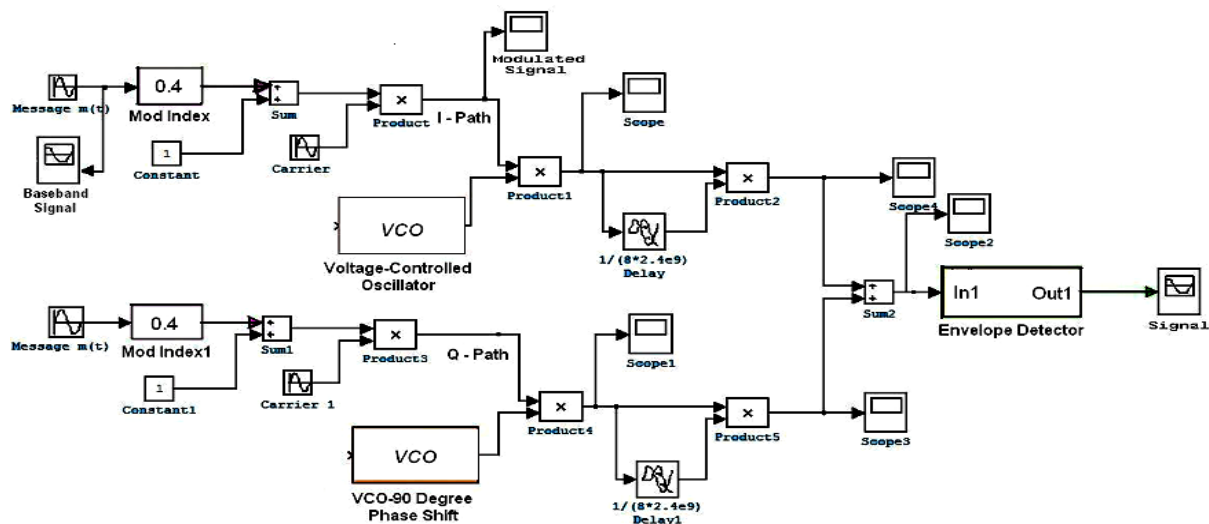 Modulated
Signal
Message m(t)
0.4
Mod Index
Sum
Product
I - Path
Scope
1
Constant
Carrier
Baseband
Signal
Product1
Product2
Scope4
VCO
Voltage-Controlled
Oscillator
1/(8*2.4e9)
Delay
Scope2
Sum2
In1
Out1
Envelope Detector
Signal
Message m(t)
0.4
Mod Index1
Sum1
Product3
Q - Path
Scope1
1
Constant1
Carrier 1
Product4
Product5
Scope3
VCO
VCO-90 Degree
Phase Shift
1/(8*2.4e9)
Delay1